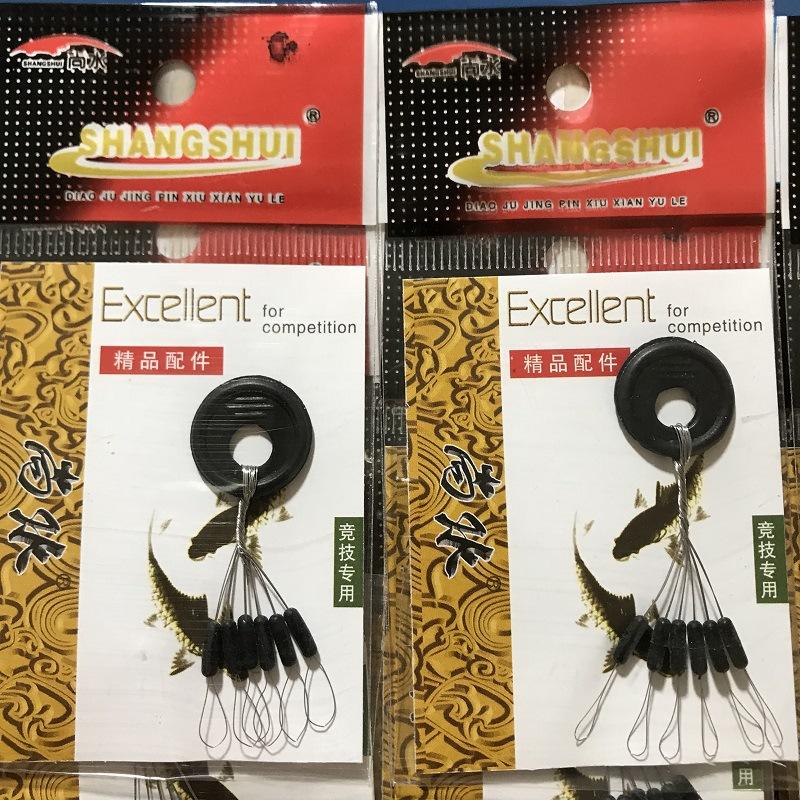 SHANGSHUI 尚水
SHANGSHUI®
DIAO JU JING PIN XIU XIAN YU LE
Excellent for
competition
精品配件
尚水®
竞技专用
SHANGSHUI 尚水
SHANGSHUI®
DIAO JU JING PIN XIU XIAN YU LE
Excellent for
competition
精品配件
尚水®
竞技专用
用